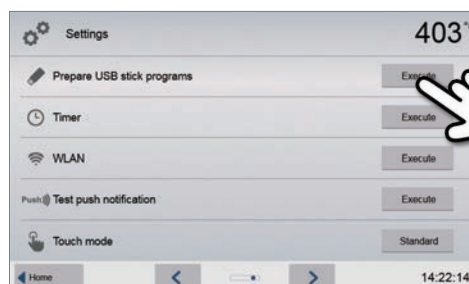 Settings 403
Prepare USB stick programs Execute
Timer Execute
WLAN Execute
Push Test push notification Execute
Touch mode Standard
Home 14:22:14